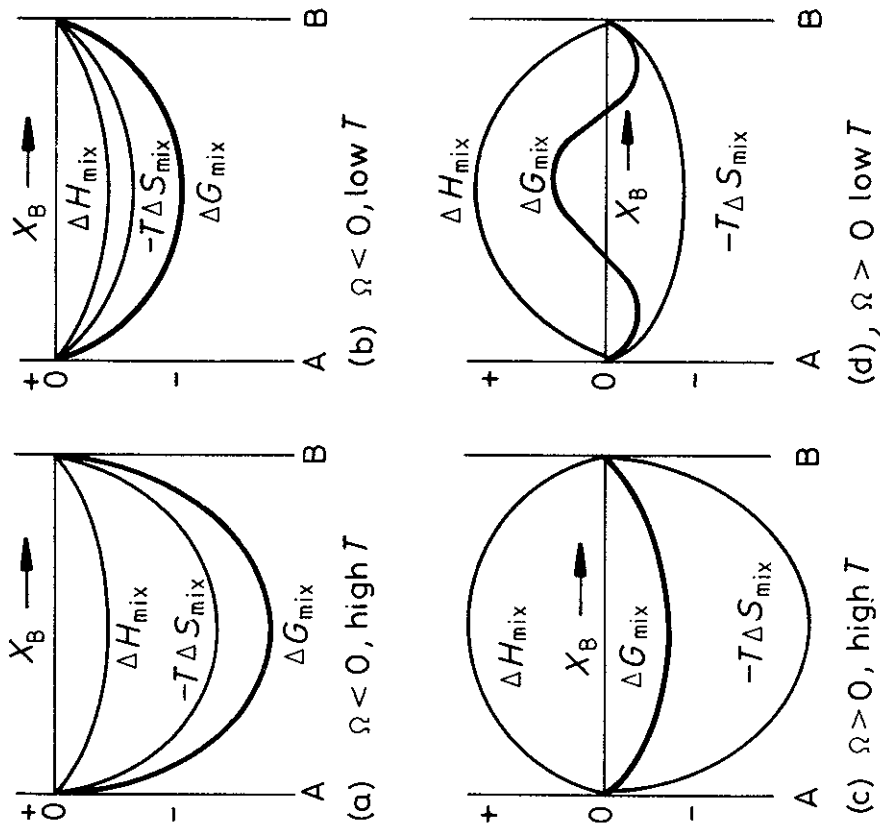 X_B
+
0
ΔH_mix
-TΔS_mix
-
ΔG_mix
A B
(a) Ω < 0, high T
X_B
+
0
ΔH_mix
-TΔS_mix
-
ΔG_mix
A B
(b) Ω < 0, low T
+
ΔH_mix
X_B
0
ΔG_mix
-
-TΔS_mix
A B
(c) Ω > 0, high T
ΔH_mix
+
ΔG_mix
0
X_B
-
-TΔS_mix
A B
(d), Ω > 0 low T